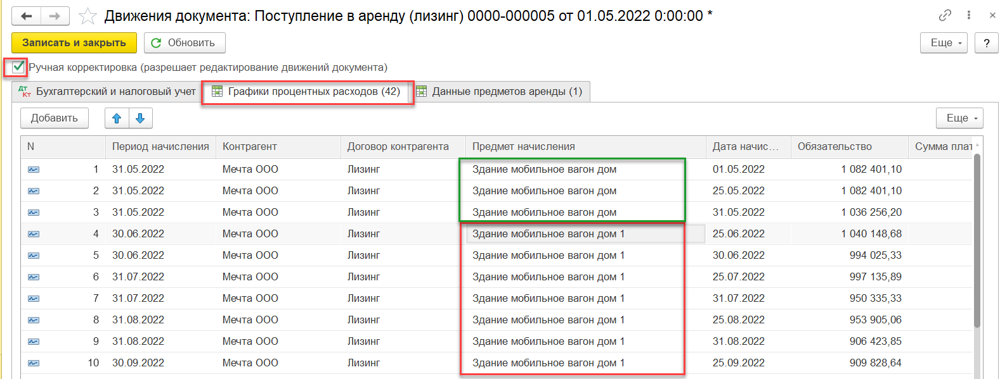 Движения документа: Поступление в аренду (лизинг) 0000-000005 от 01.05.2022 0:00:00 *
Записать и закрыть Обновить Еще ?
Ручная корректировка (разрешает редактирование движений документа)
Дт Кт Бухгалтерский и налоговый учет Графики процентных расходов (42) Данные предметов аренды (1)
Добавить Еще
N Период начисления Контрагент Договор контрагента Предмет начисления Дата начис... Обязательство Сумма плат
1 31.05.2022 Мечта ООО Лизинг Здание мобильное вагон дом 01.05.2022 1 082 401,10
2 31.05.2022 Мечта ООО Лизинг Здание мобильное вагон дом 25.05.2022 1 082 401,10
3 31.05.2022 Мечта ООО Лизинг Здание мобильное вагон дом 31.05.2022 1 036 256,20
4 30.06.2022 Мечта ООО Лизинг Здание мобильное вагон дом 1 25.06.2022 1 040 148,68
5 30.06.2022 Мечта ООО Лизинг Здание мобильное вагон дом 1 30.06.2022 994 025,33
6 31.07.2022 Мечта ООО Лизинг Здание мобильное вагон дом 1 25.07.2022 997 135,89
7 31.07.2022 Мечта ООО Лизинг Здание мобильное вагон дом 1 31.07.2022 950 335,33
8 31.08.2022 Мечта ООО Лизинг Здание мобильное вагон дом 1 25.08.2022 953 905,06
9 31.08.2022 Мечта ООО Лизинг Здание мобильное вагон дом 1 31.08.2022 906 423,85
10 30.09.2022 Мечта ООО Лизинг Здание мобильное вагон дом 1 25.09.2022 909 828,64